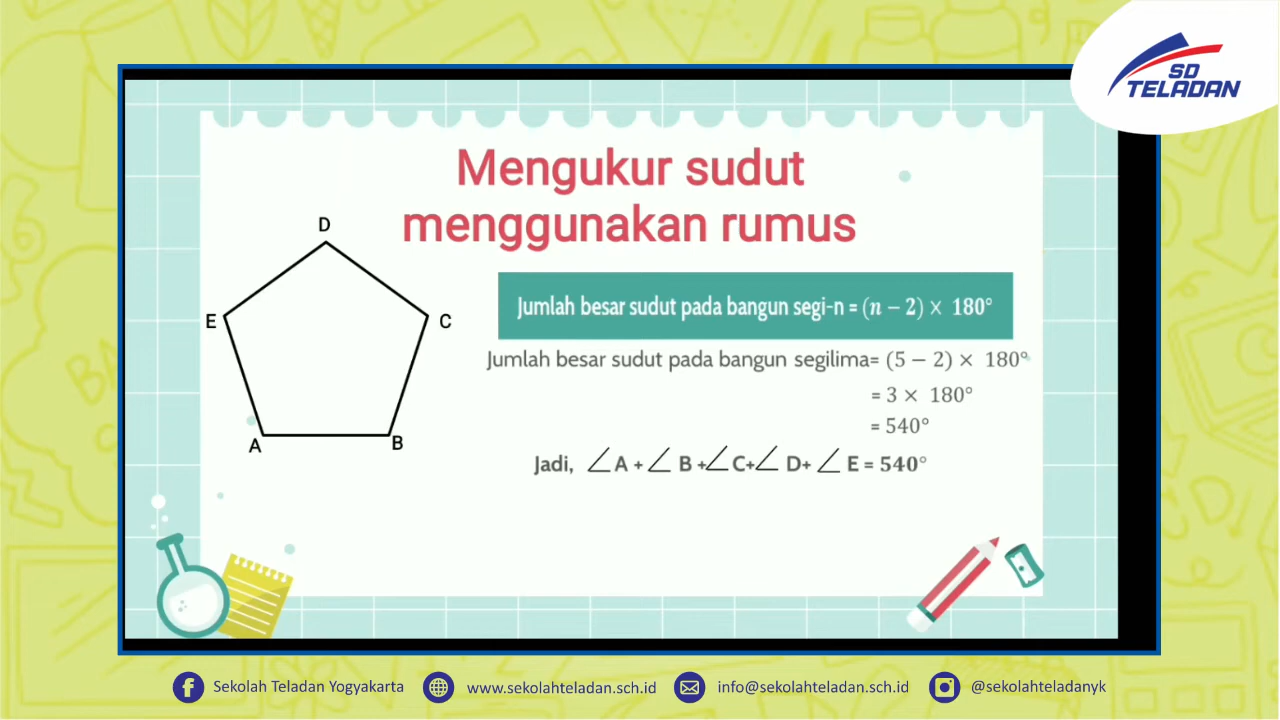 SD
TELADAN
Mengukur sudut
menggunakan rumus
D
E
C
A
B
Jumlah besar sudut pada bangun segi-n = (n − 2) × 180°
Jumlah besar sudut pada bangun segilima= (5 − 2) × 180°
= 3 × 180°
= 540°
Jadi, ∠A + ∠ B +∠C+∠ D+ ∠ E = 540°
Sekolah Teladan Yogyakarta
www.sekolahteladan.sch.id
info@sekolahteladan.sch.id
@sekolahteladanyk